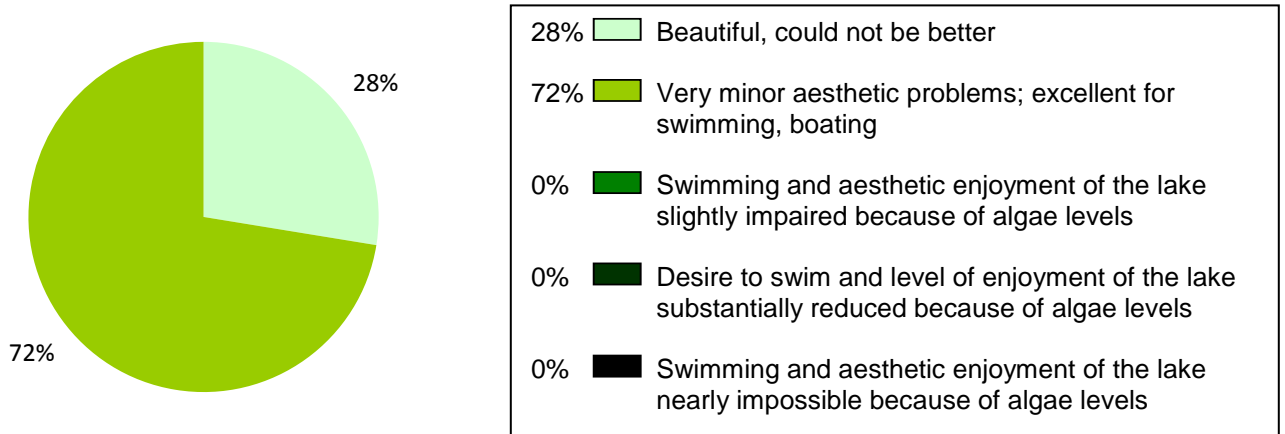 28%
72%
28% Beautiful, could not be better
72% Very minor aesthetic problems; excellent for
swimming, boating
0% Swimming and aesthetic enjoyment of the lake
slightly impaired because of algae levels
0% Desire to swim and level of enjoyment of the lake
substantially reduced because of algae levels
0% Swimming and aesthetic enjoyment of the lake
nearly impossible because of algae levels